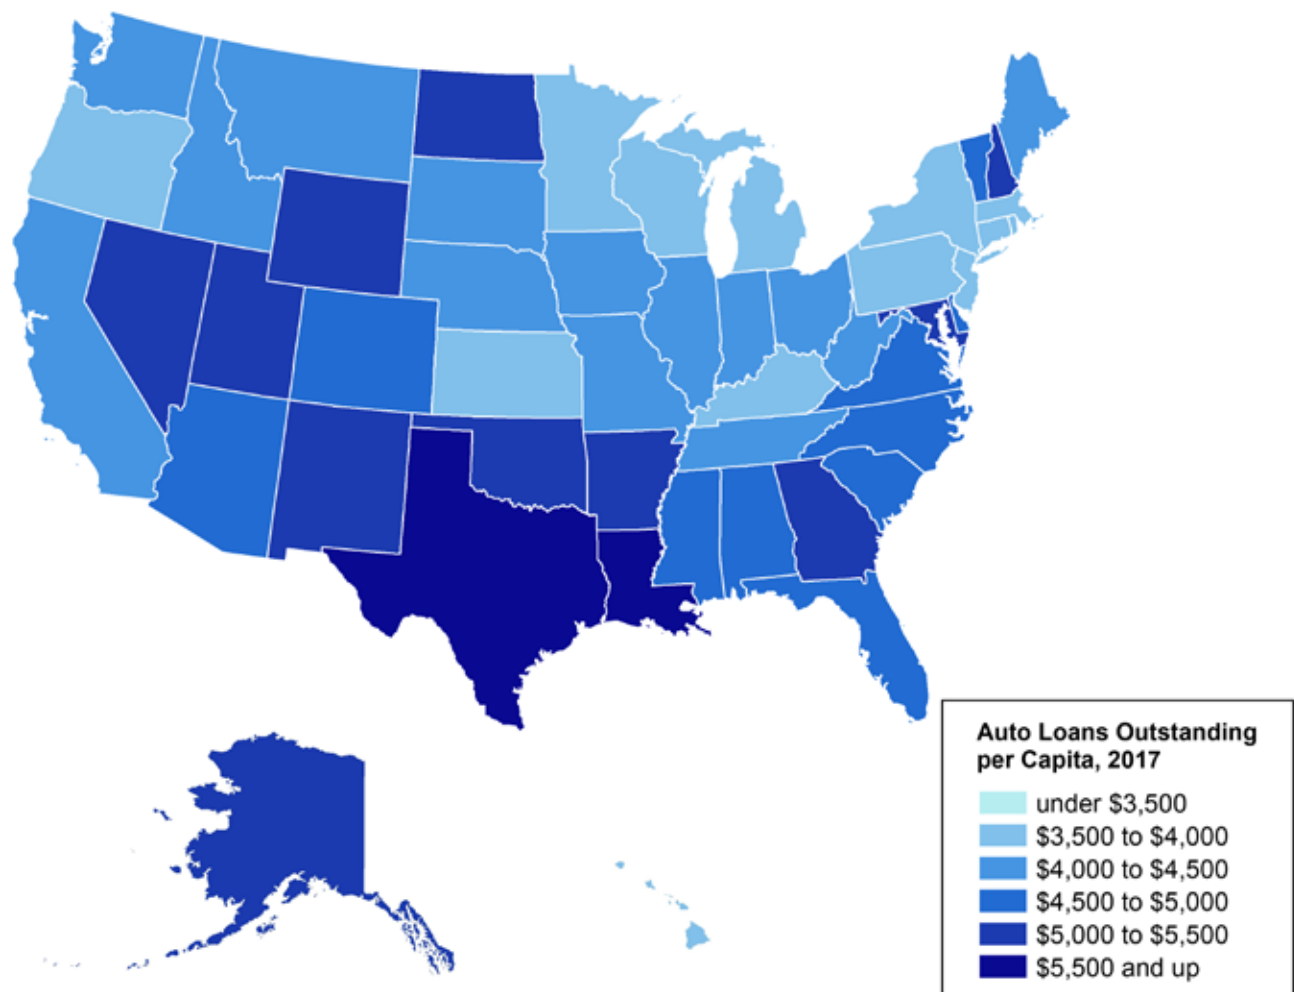 Auto Loans Outstanding
per Capita, 2017
under $3,500
$3,500 to $4,000
$4,000 to $4,500
$4,500 to $5,000
$5,000 to $5,500
$5,500 and up